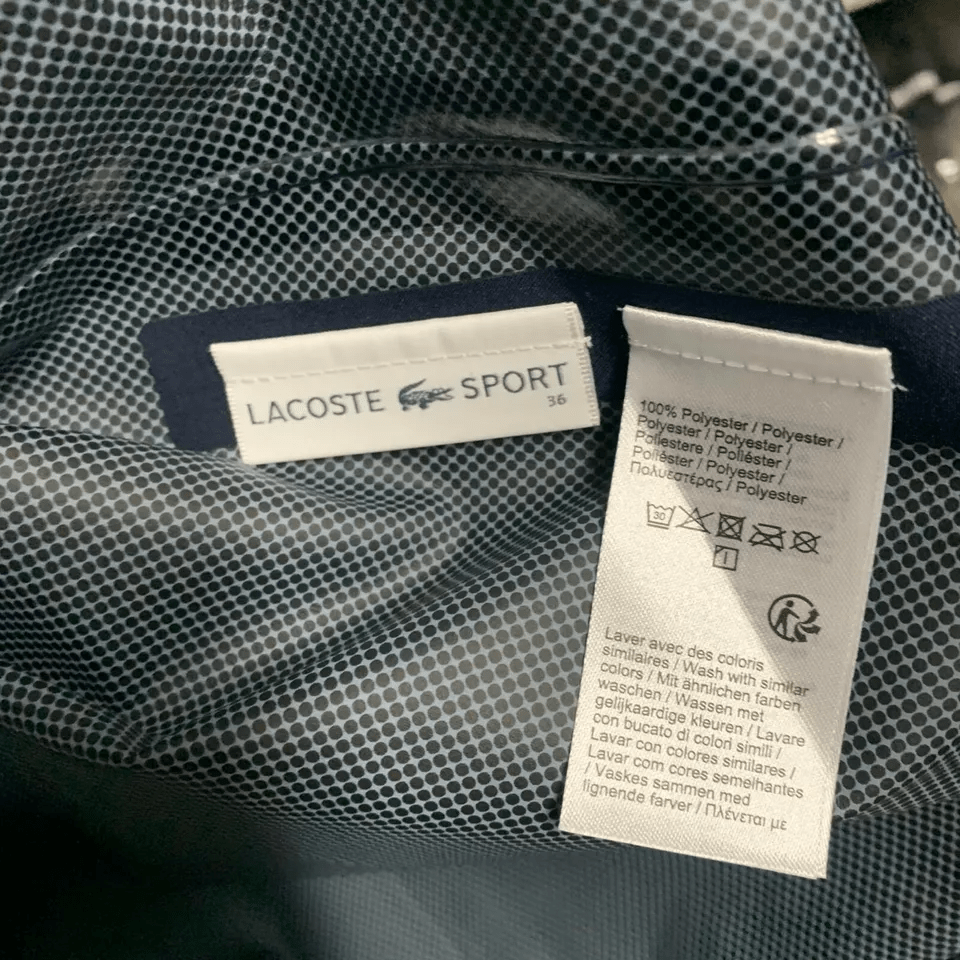 LACOSTE SPORT
36
100% Polyester / Polyester /
Polyester / Polyester /
Poliestere / Poliéster /
Poliéster / Polyester /
Πολυεστέρας / Polyester
30
1
Laver avec des coloris
similaires / Wash with similar
colors / Mit ähnlichen farben
waschen / Wassen met
gelijkaardige kleuren / Lavare
con bucato di colori simili /
Lavar con colores similares /
Lavar com cores semelhantes
/ Vaskes sammen med
lignende farver / Πλένεται με